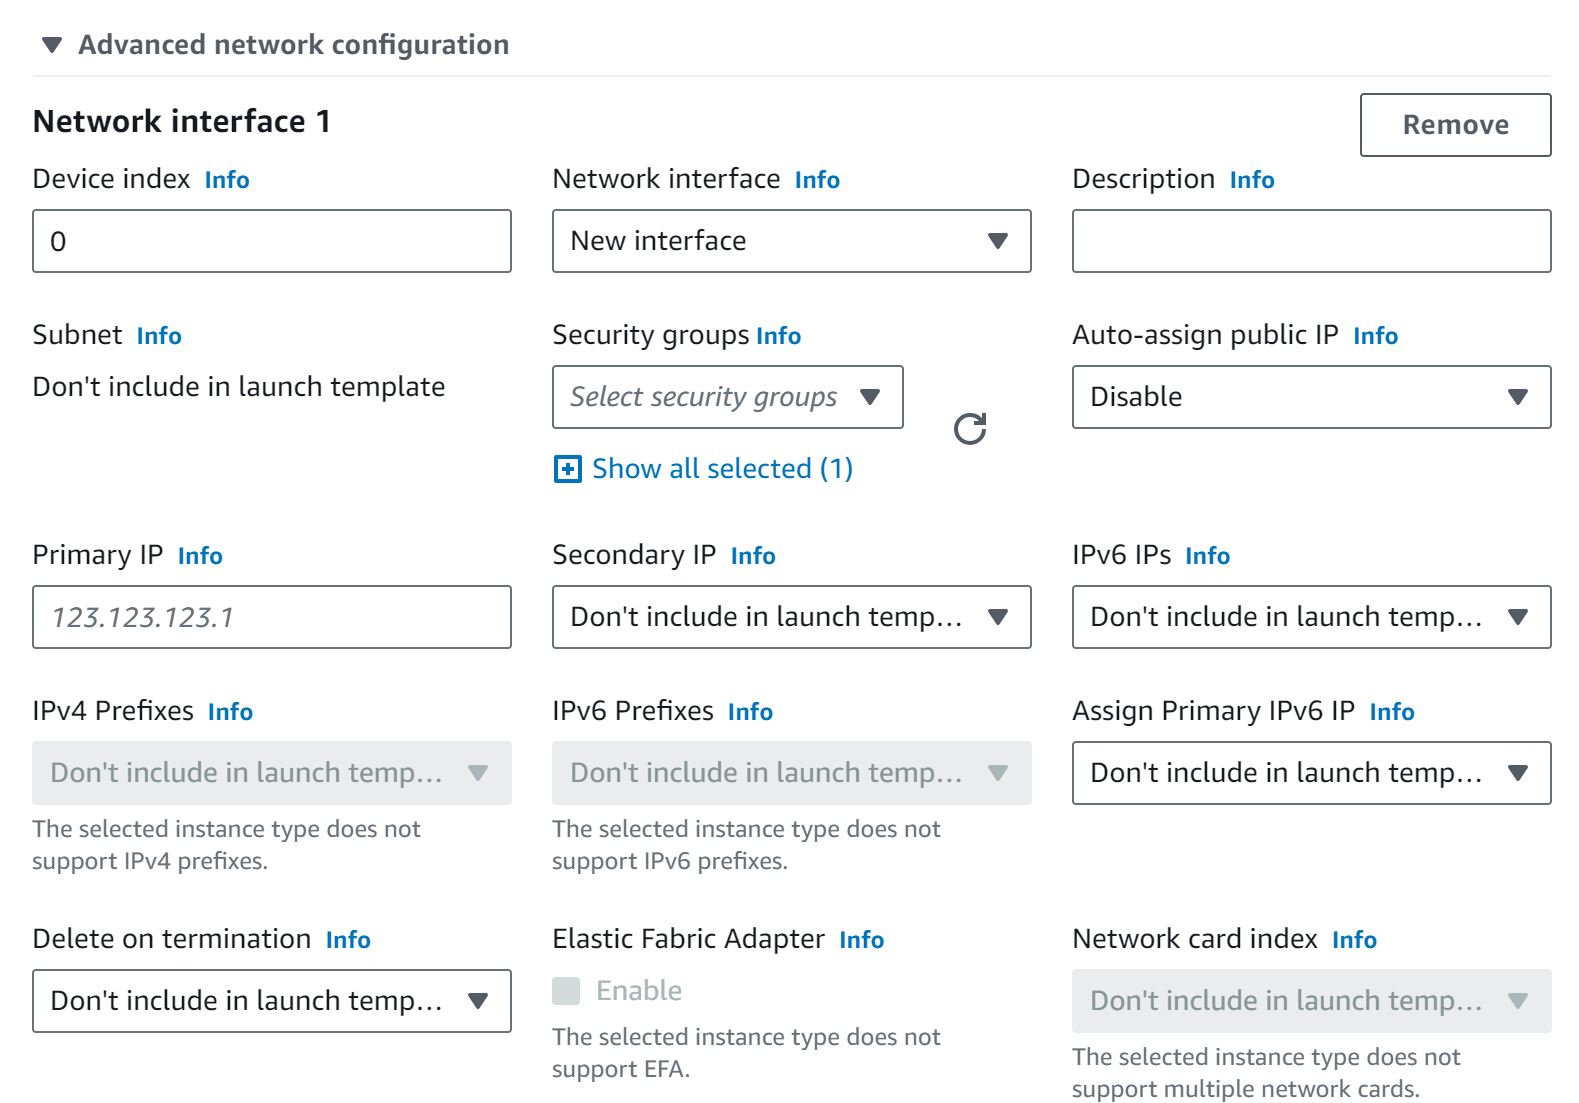 Advanced network configuration
Network interface 1
Remove
Device index Info
Network interface Info
Description Info
0
New interface
Subnet Info
Security groups Info
Auto-assign public IP Info
Don't include in launch template
Select security groups
Disable
Show all selected (1)
Primary IP Info
Secondary IP Info
IPv6 IPs Info
123.123.123.1
Don't include in launch temp...
Don't include in launch temp...
IPv4 Prefixes Info
IPv6 Prefixes Info
Assign Primary IPv6 IP Info
Don't include in launch temp...
Don't include in launch temp...
Don't include in launch temp...
The selected instance type does not
support IPv4 prefixes.
The selected instance type does not
support IPv6 prefixes.
Delete on termination Info
Elastic Fabric Adapter Info
Network card index Info
Don't include in launch temp...
Enable
Don't include in launch temp...
The selected instance type does not
support EFA.
The selected instance type does not
support multiple network cards.